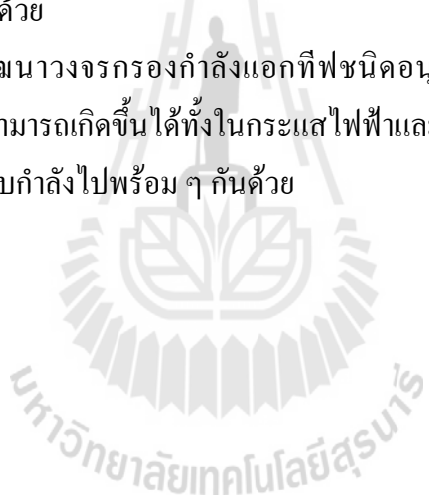 ด้วย
ฒนาวงจรกรองกำลังแอกทีฟชนิดอนุ
ามารถเกิดขึ้นได้ทั้งในกระแสไฟฟ้าและ
บกำลังไปพร้อม ๆ กันด้วย
มหาวิทยาลัยเทคโนโลยีสุรนารี